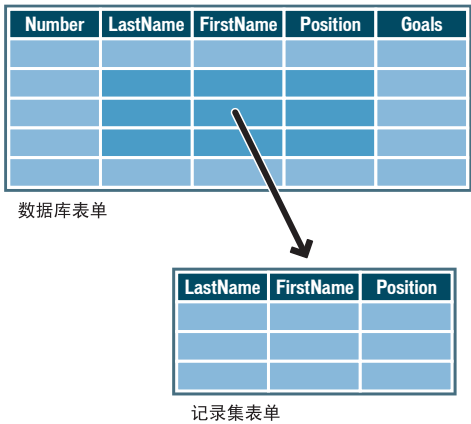 Number LastName FirstName Position Goals
数据库表单
LastName FirstName Position
记录集表单